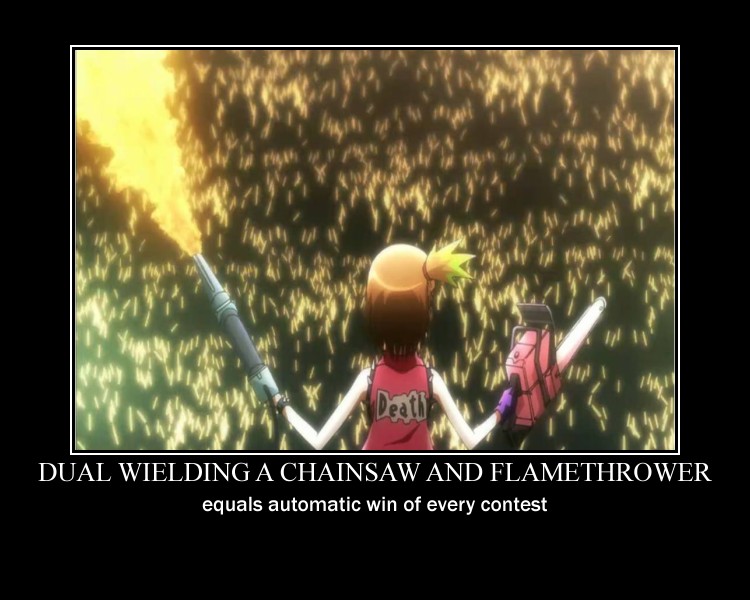 Death
DUAL WIELDING A CHAINSAW AND FLAMETHROWER
equals automatic win of every contest